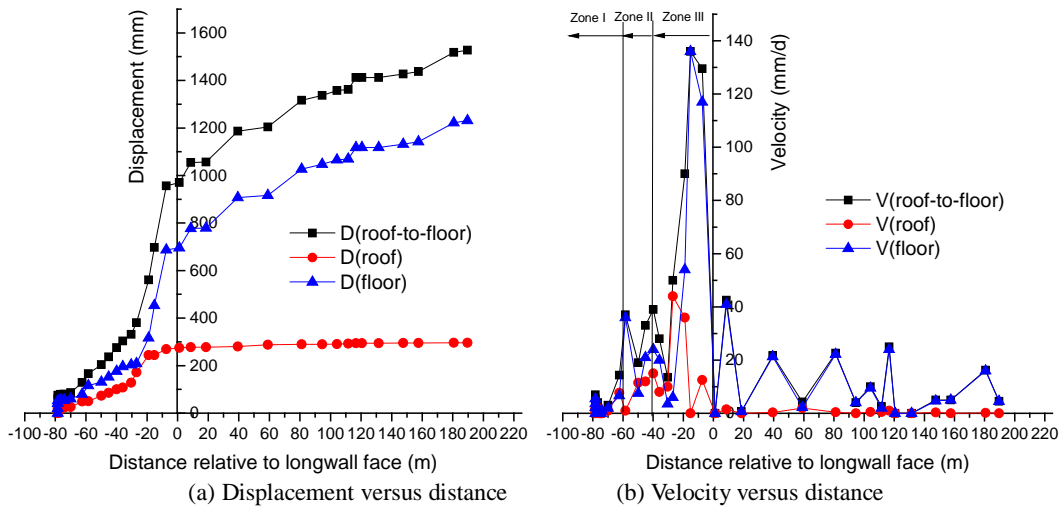 1600
1400
1200
1000
800
600
400
200
0
Displacement (mm)
D(roof-to-floor)
D(roof)
D(floor)
-100 -80 -60 -40 -20 0 20 40 60 80 100 120 140 160 180 200 220
Distance relative to longwall face (m)
(a) Displacement versus distance
Zone I Zone II Zone III
140
120
100
80
60
40
20
0
Velocity (mm/d)
V(roof-to-floor)
V(roof)
V(floor)
-100 -80 -60 -40 -20 0 20 40 60 80 100 120 140 160 180 200 220
Distance relative to longwall face (m)
(b) Velocity versus distance